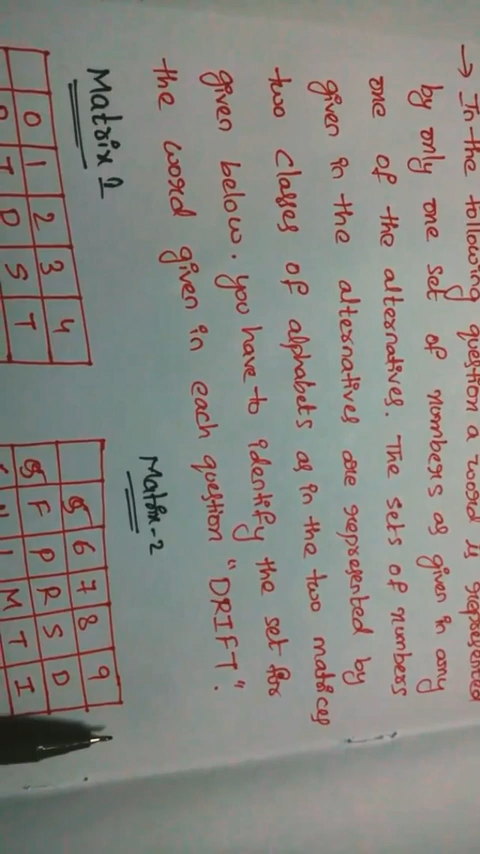 → In the following question a word is represented
by only one set of numbers as given in any
one of the alternatives. The sets of numbers
given in the alternatives are represented by
two classes of alphabets as in the two matrices
given below. you have to identify the set for
the word given in each question "DRIFT".
Matrix 1
0 1 2 3 4
T D S T
Matrix-2
5 6 7 8 9
5 F P R S D
I M T I